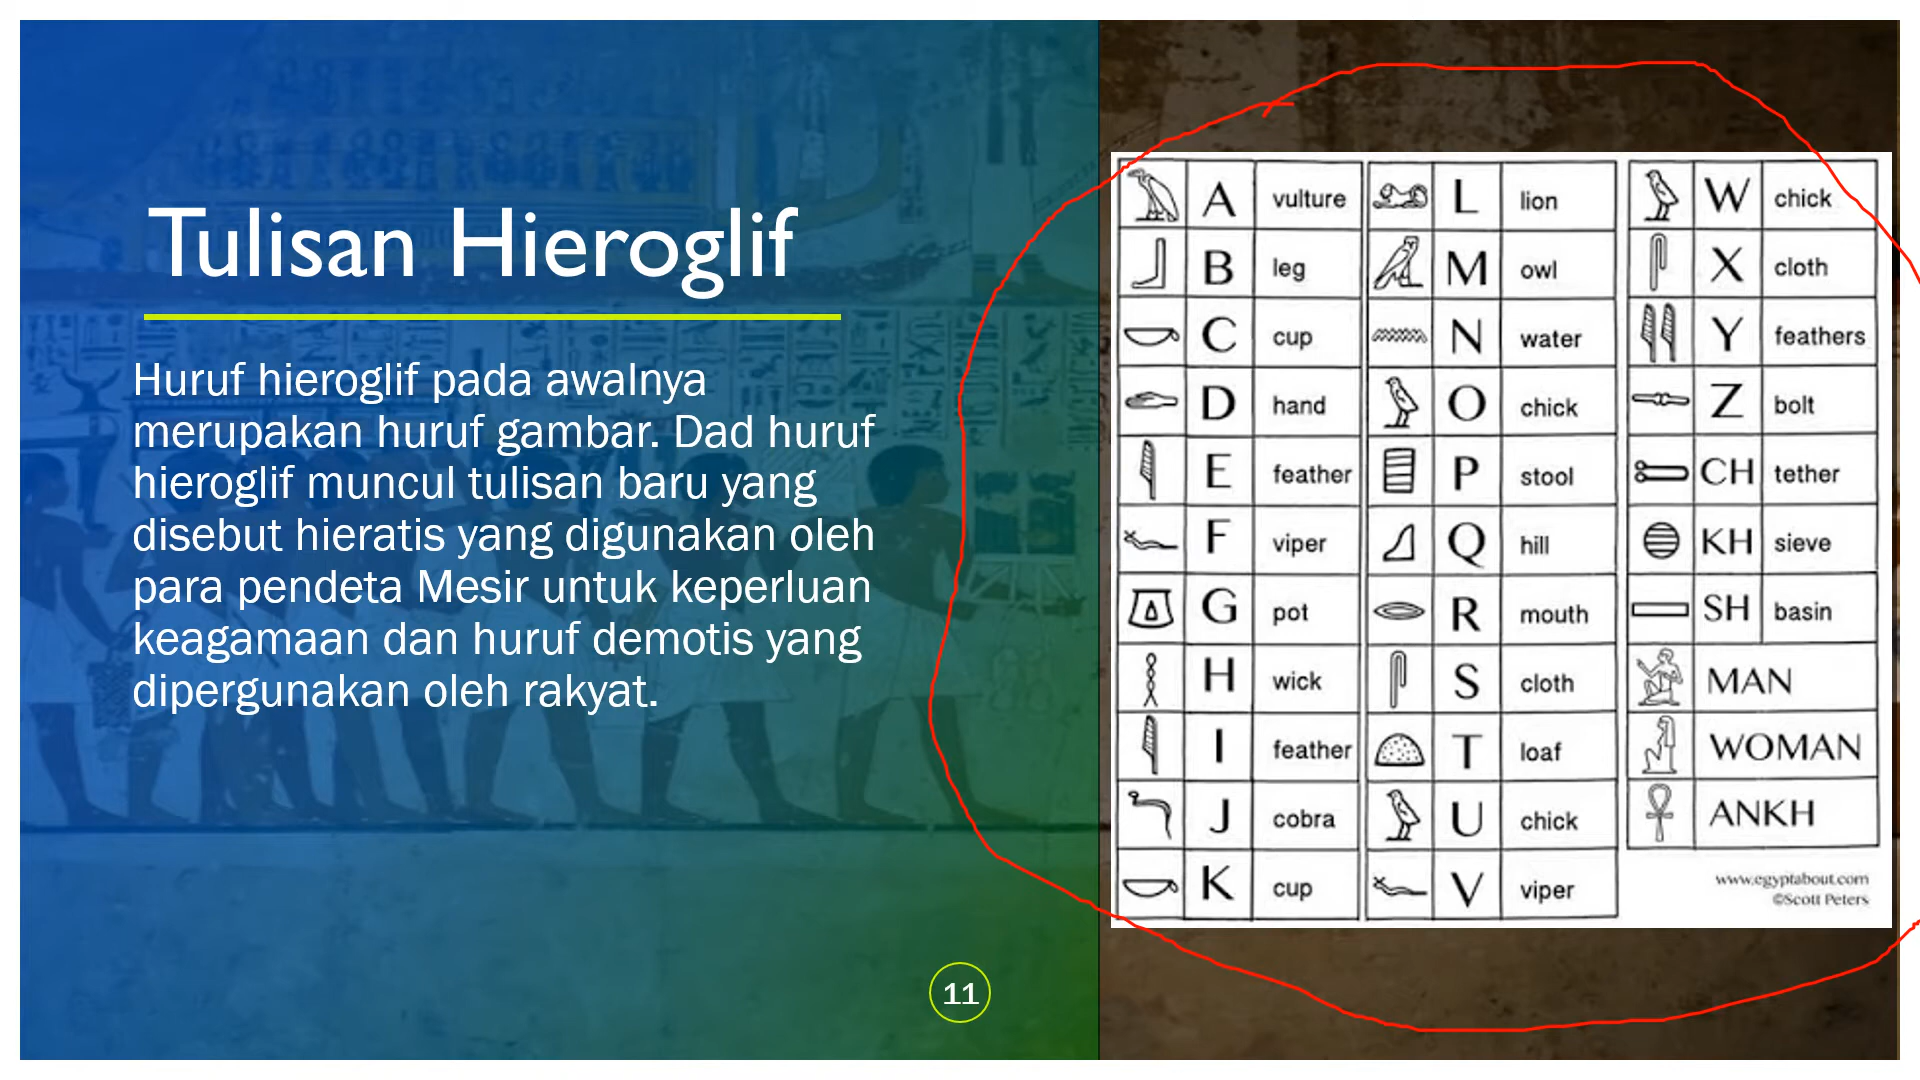 Tulisan Hieroglif
Huruf hieroglif pada awalnya
merupakan huruf gambar. Dad huruf
hieroglif muncul tulisan baru yang
disebut hieratis yang digunakan oleh
para pendeta Mesir untuk keperluan
keagamaan dan huruf demotis yang
dipergunakan oleh rakyat.
11
A vulture
B leg
C cup
D hand
E feather
F viper
G pot
H wick
I feather
J cobra
K cup
L lion
M owl
N water
O chick
P stool
Q hill
R mouth
S cloth
T loaf
U chick
V viper
W chick
X cloth
Y feathers
Z bolt
CH tether
KH sieve
SH basin
MAN
WOMAN
ANKH
www.egyptabout.com
©Scott Peters